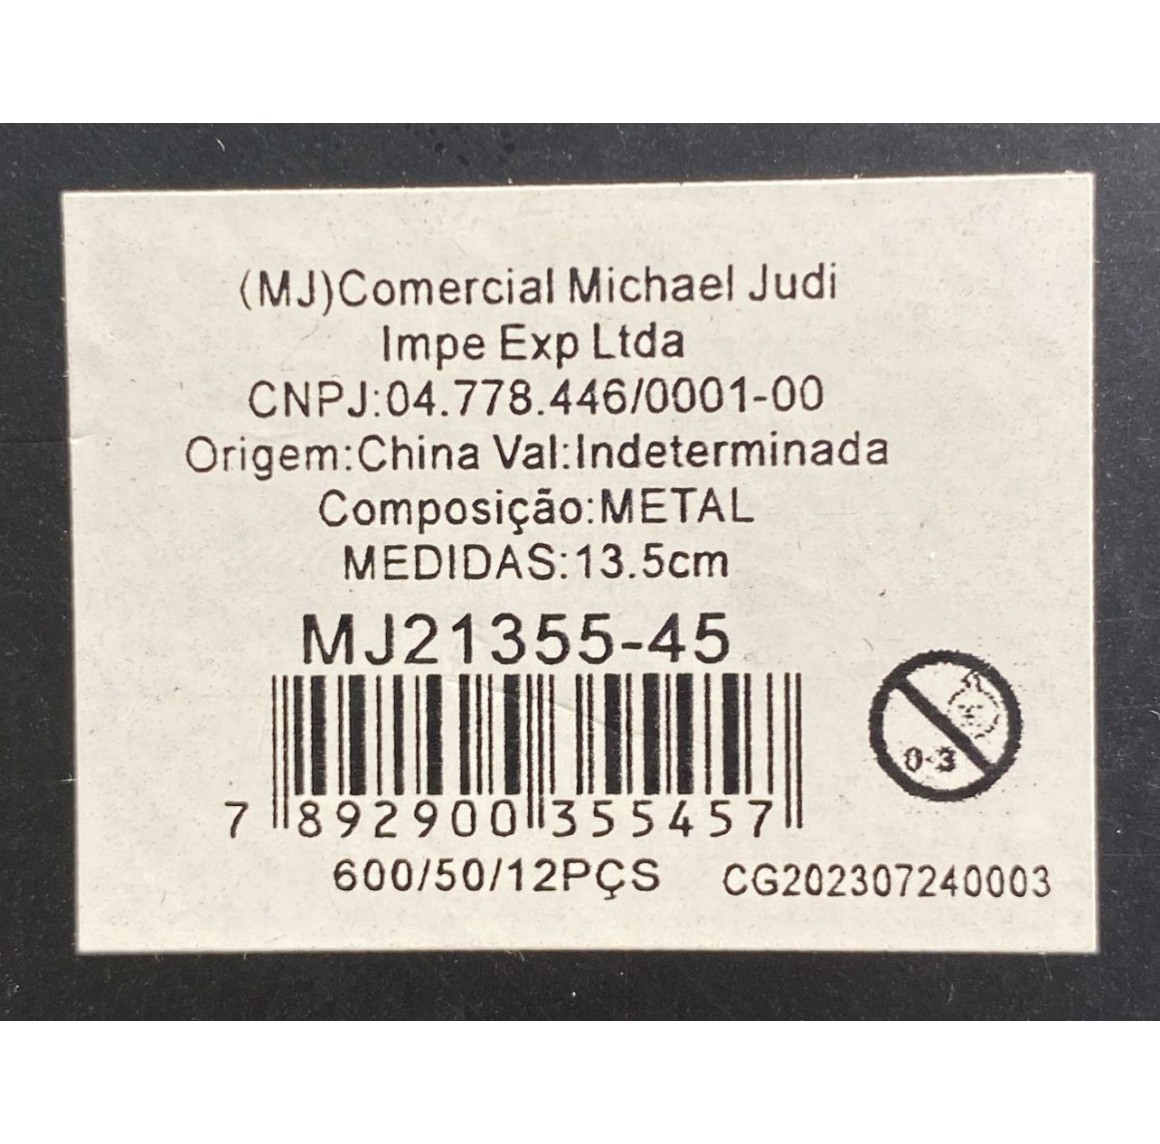 (MJ)Comercial Michael Judi
Impe Exp Ltda
CNPJ:04.778.446/0001-00
Origem:China Val:Indeterminada
Composição:METAL
MEDIDAS:13.5cm
MJ21355-45
0-3
7 892900 355457
600/50/12PÇS CG202307240003